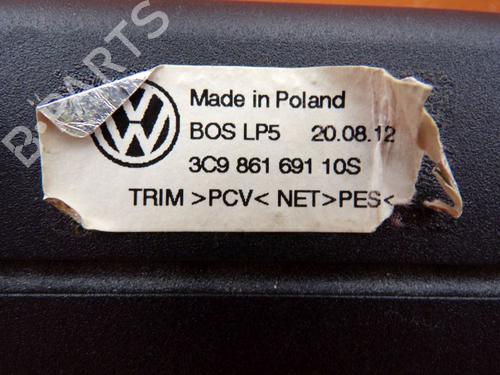 Made in Poland
BOS LP5 20.08.12
3C9 861 691 10S
TRIM >PCV< NET>PES<